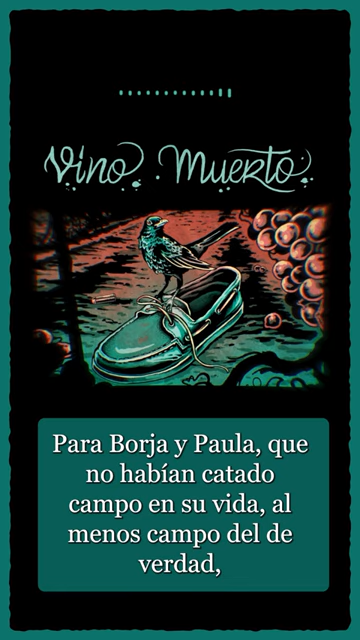 Vino Muerto
Para Borja y Paula, que
no habían catado
campo en su vida, al
menos campo del de
verdad,